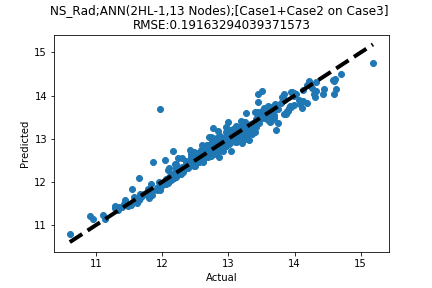 NS_Rad;ANN(2HL-1,13 Nodes);[Case1+Case2 on Case3]
RMSE:0.19163294039371573
15
14
13
12
11
Predicted
11 12 13 14 15
Actual